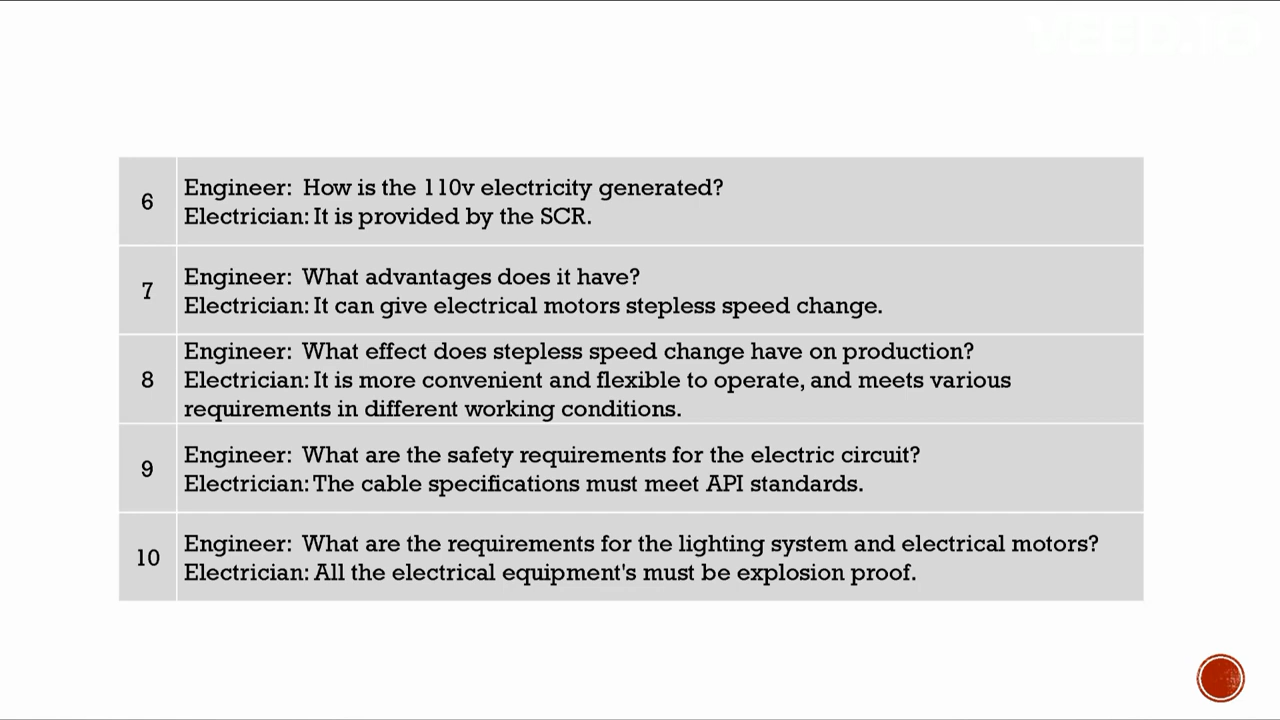 VEED.IO
6
Engineer: How is the 110v electricity generated?
Electrician: It is provided by the SCR.
7
Engineer: What advantages does it have?
Electrician: It can give electrical motors stepless speed change.
8
Engineer: What effect does stepless speed change have on production?
Electrician: It is more convenient and flexible to operate, and meets various
requirements in different working conditions.
9
Engineer: What are the safety requirements for the electric circuit?
Electrician: The cable specifications must meet API standards.
10
Engineer: What are the requirements for the lighting system and electrical motors?
Electrician: All the electrical equipment's must be explosion proof.